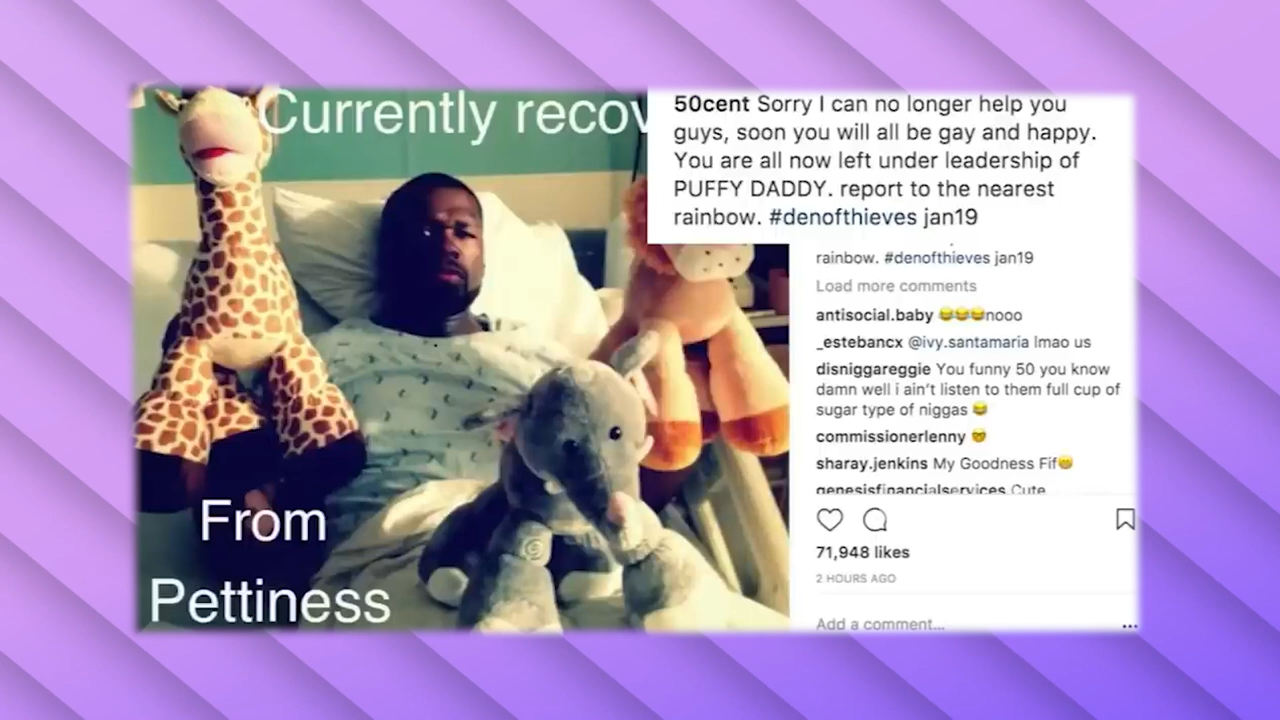 Currently recov
From
Pettiness
50cent Sorry I can no longer help you
guys, soon you will all be gay and happy.
You are all now left under leadership of
PUFFY DADDY. report to the nearest
rainbow. #denofthieves jan19
rainbow. #denofthieves jan19
Load more comments
antisocial.baby 😂😂😂nooo
_estebancx @ivy.santamaria lmao us
disniggareggie You funny 50 you know
damn well i ain't listen to them full cup of
sugar type of niggas 😂
commissionerlenny 🤓
sharay.jenkins My Goodness Fif😁
genesisfinancialservices Cute
71,948 likes
2 HOURS AGO
Add a comment...